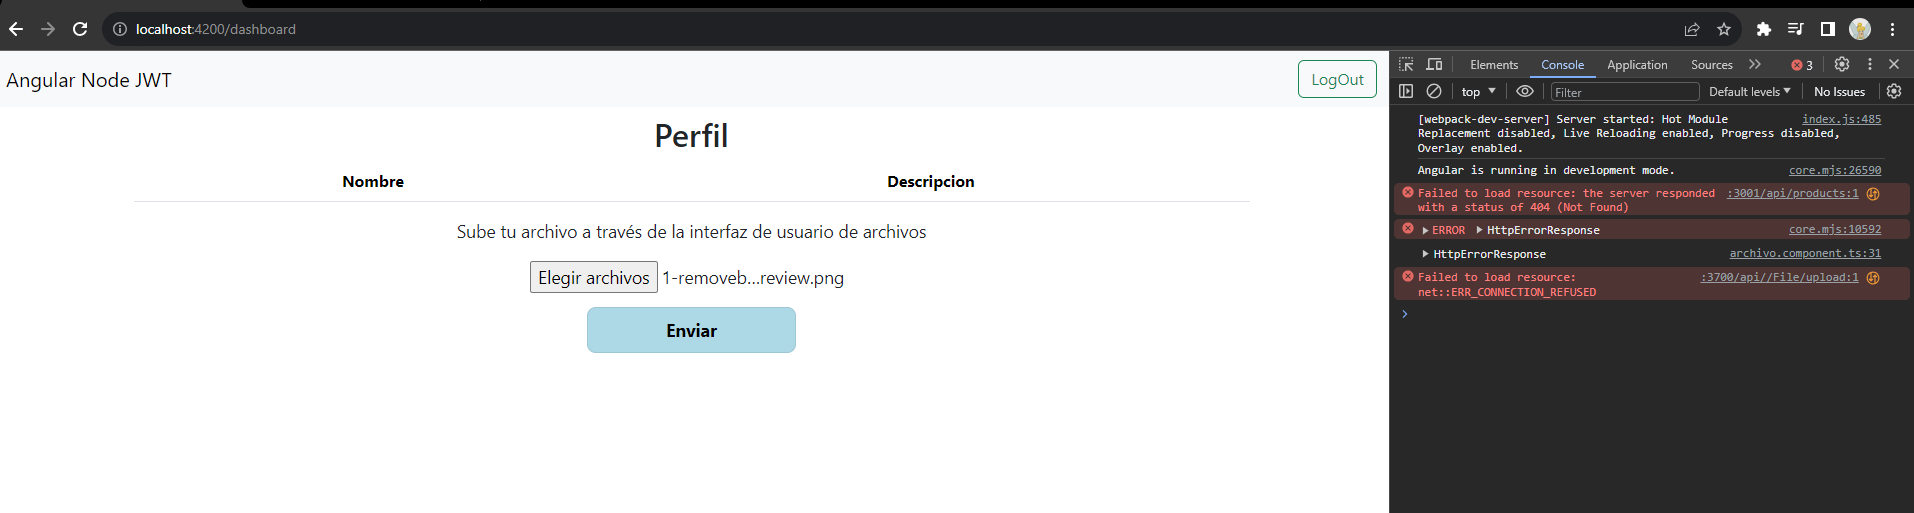 localhost:4200/dashboard
Angular Node JWT
LogOut
Perfil
Nombre Descripcion
Sube tu archivo a través de la interfaz de usuario de archivos
Elegir archivos 1-removeb...review.png
Enviar
Elements Console Application Sources 3
top Filter Default levels No Issues
[webpack-dev-server] Server started: Hot Module index.js:485
Replacement disabled, Live Reloading enabled, Progress disabled,
Overlay enabled.
Angular is running in development mode. core.mjs:26590
Failed to load resource: the server responded :3001/api/products:1
with a status of 404 (Not Found)
ERROR HttpErrorResponse core.mjs:10592
HttpErrorResponse archivo.component.ts:31
Failed to load resource: :3700/api//File/upload:1
net::ERR_CONNECTION_REFUSED